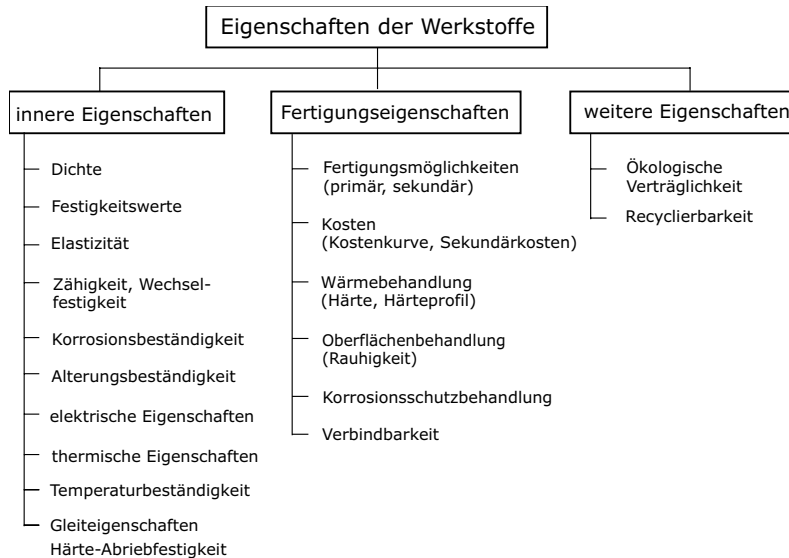 Eigenschaften der Werkstoffe
innere Eigenschaften
Dichte
Festigkeitswerte
Elastizität
Zähigkeit, Wechsel-
festigkeit
Korrosionsbeständigkeit
Alterungsbeständigkeit
elektrische Eigenschaften
thermische Eigenschaften
Temperaturbeständigkeit
Gleiteigenschaften
Härte-Abriebfestigkeit
Fertigungseigenschaften
Fertigungsmöglichkeiten
(primär, sekundär)
Kosten
(Kostenkurve, Sekundärkosten)
Wärmebehandlung
(Härte, Härteprofil)
Oberflächenbehandlung
(Rauhigkeit)
Korrosionsschutzbehandlung
Verbindbarkeit
weitere Eigenschaften
Ökologische
Verträglichkeit
Recyclierbarkeit